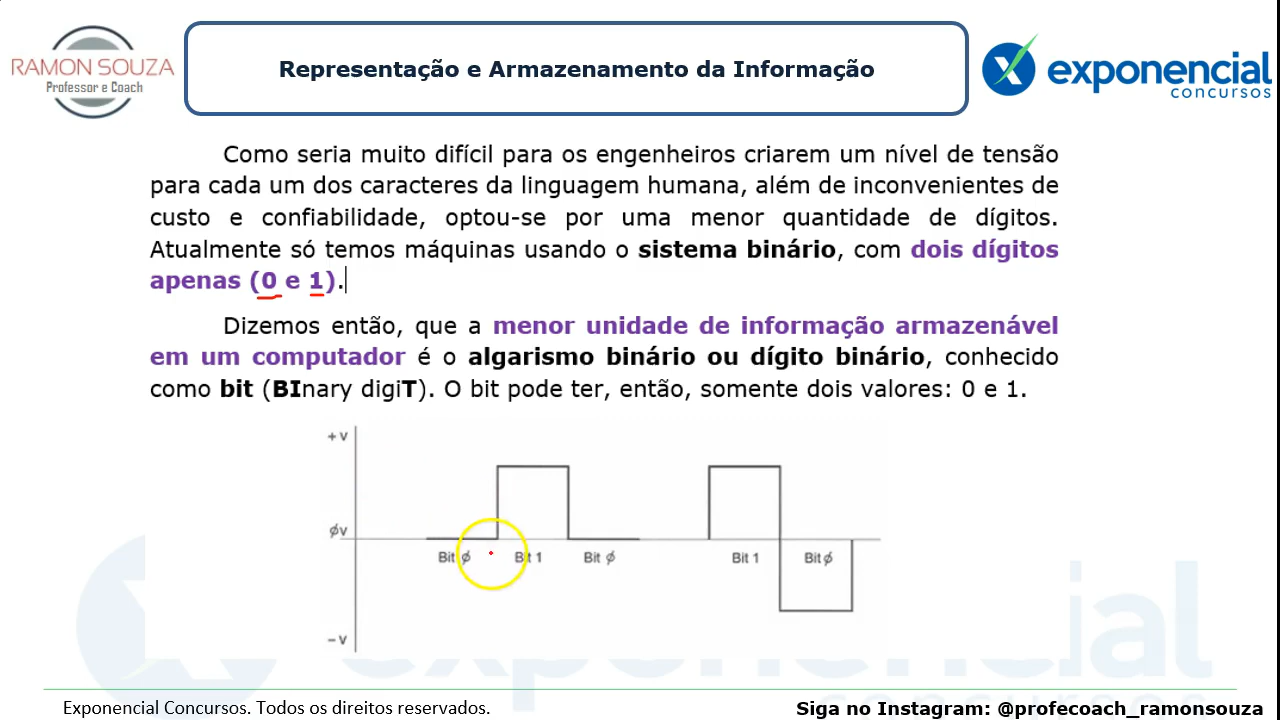 RAMON SOUZA
Professor e Coach
Representação e Armazenamento da Informação
exponencial
concursos
Como seria muito difícil para os engenheiros criarem um nível de tensão
para cada um dos caracteres da linguagem humana, além de inconvenientes de
custo e confiabilidade, optou-se por uma menor quantidade de dígitos.
Atualmente só temos máquinas usando o sistema binário, com dois dígitos
apenas (0 e 1).
Dizemos então, que a menor unidade de informação armazenável
em um computador é o algarismo binário ou dígito binário, conhecido
como bit (BInary digiT). O bit pode ter, então, somente dois valores: 0 e 1.
+V
ϕV
Bit ϕ Bit 1 Bit ϕ Bit 1 Bit ϕ
-V
exponencial
concursos
Exponencial Concursos. Todos os direitos reservados.
Siga no Instagram: @profecoach_ramonsouza